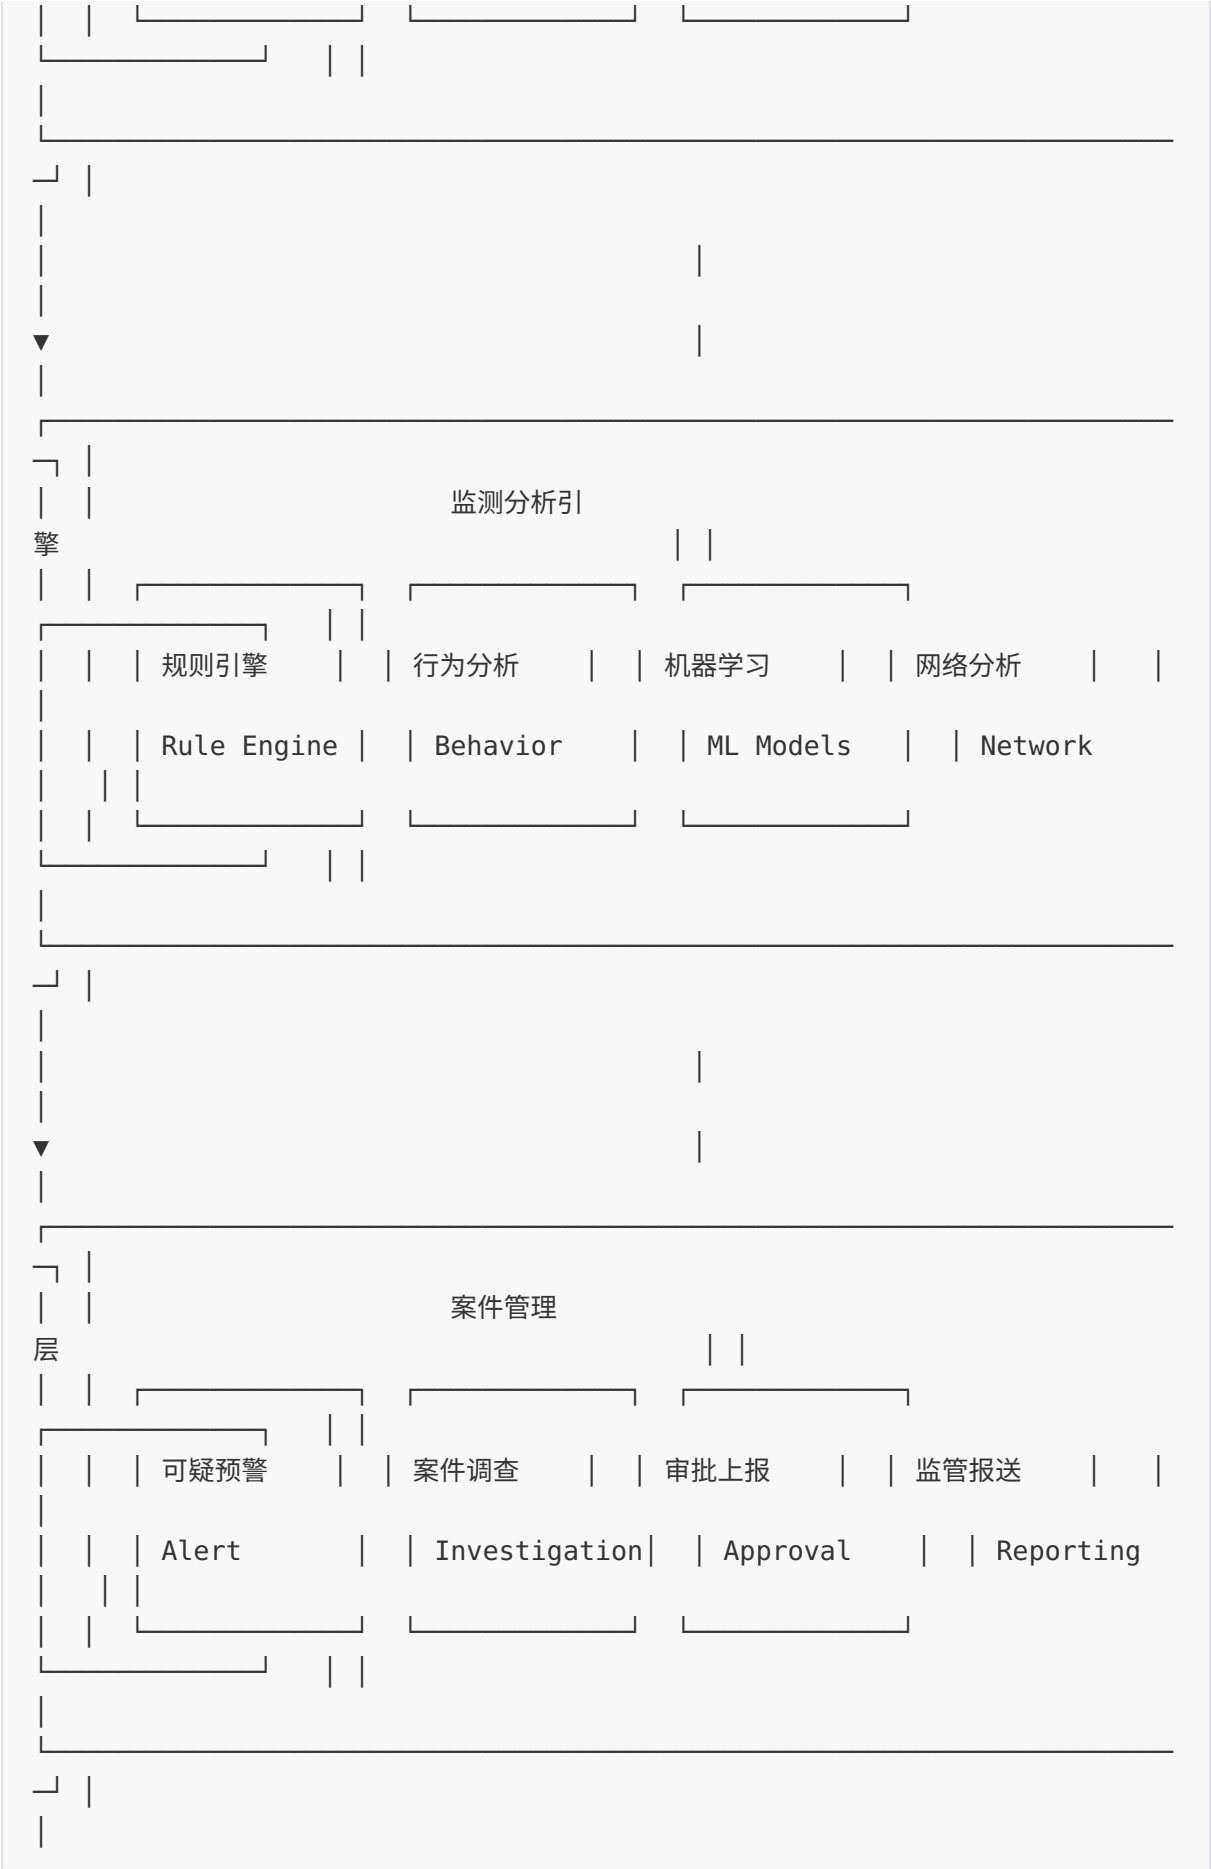 监测分析引
擎
规则引擎 行为分析 机器学习 网络分析
Rule Engine Behavior ML Models Network
案件管理
层
可疑预警 案件调查 审批上报 监管报送
Alert Investigation Approval Reporting